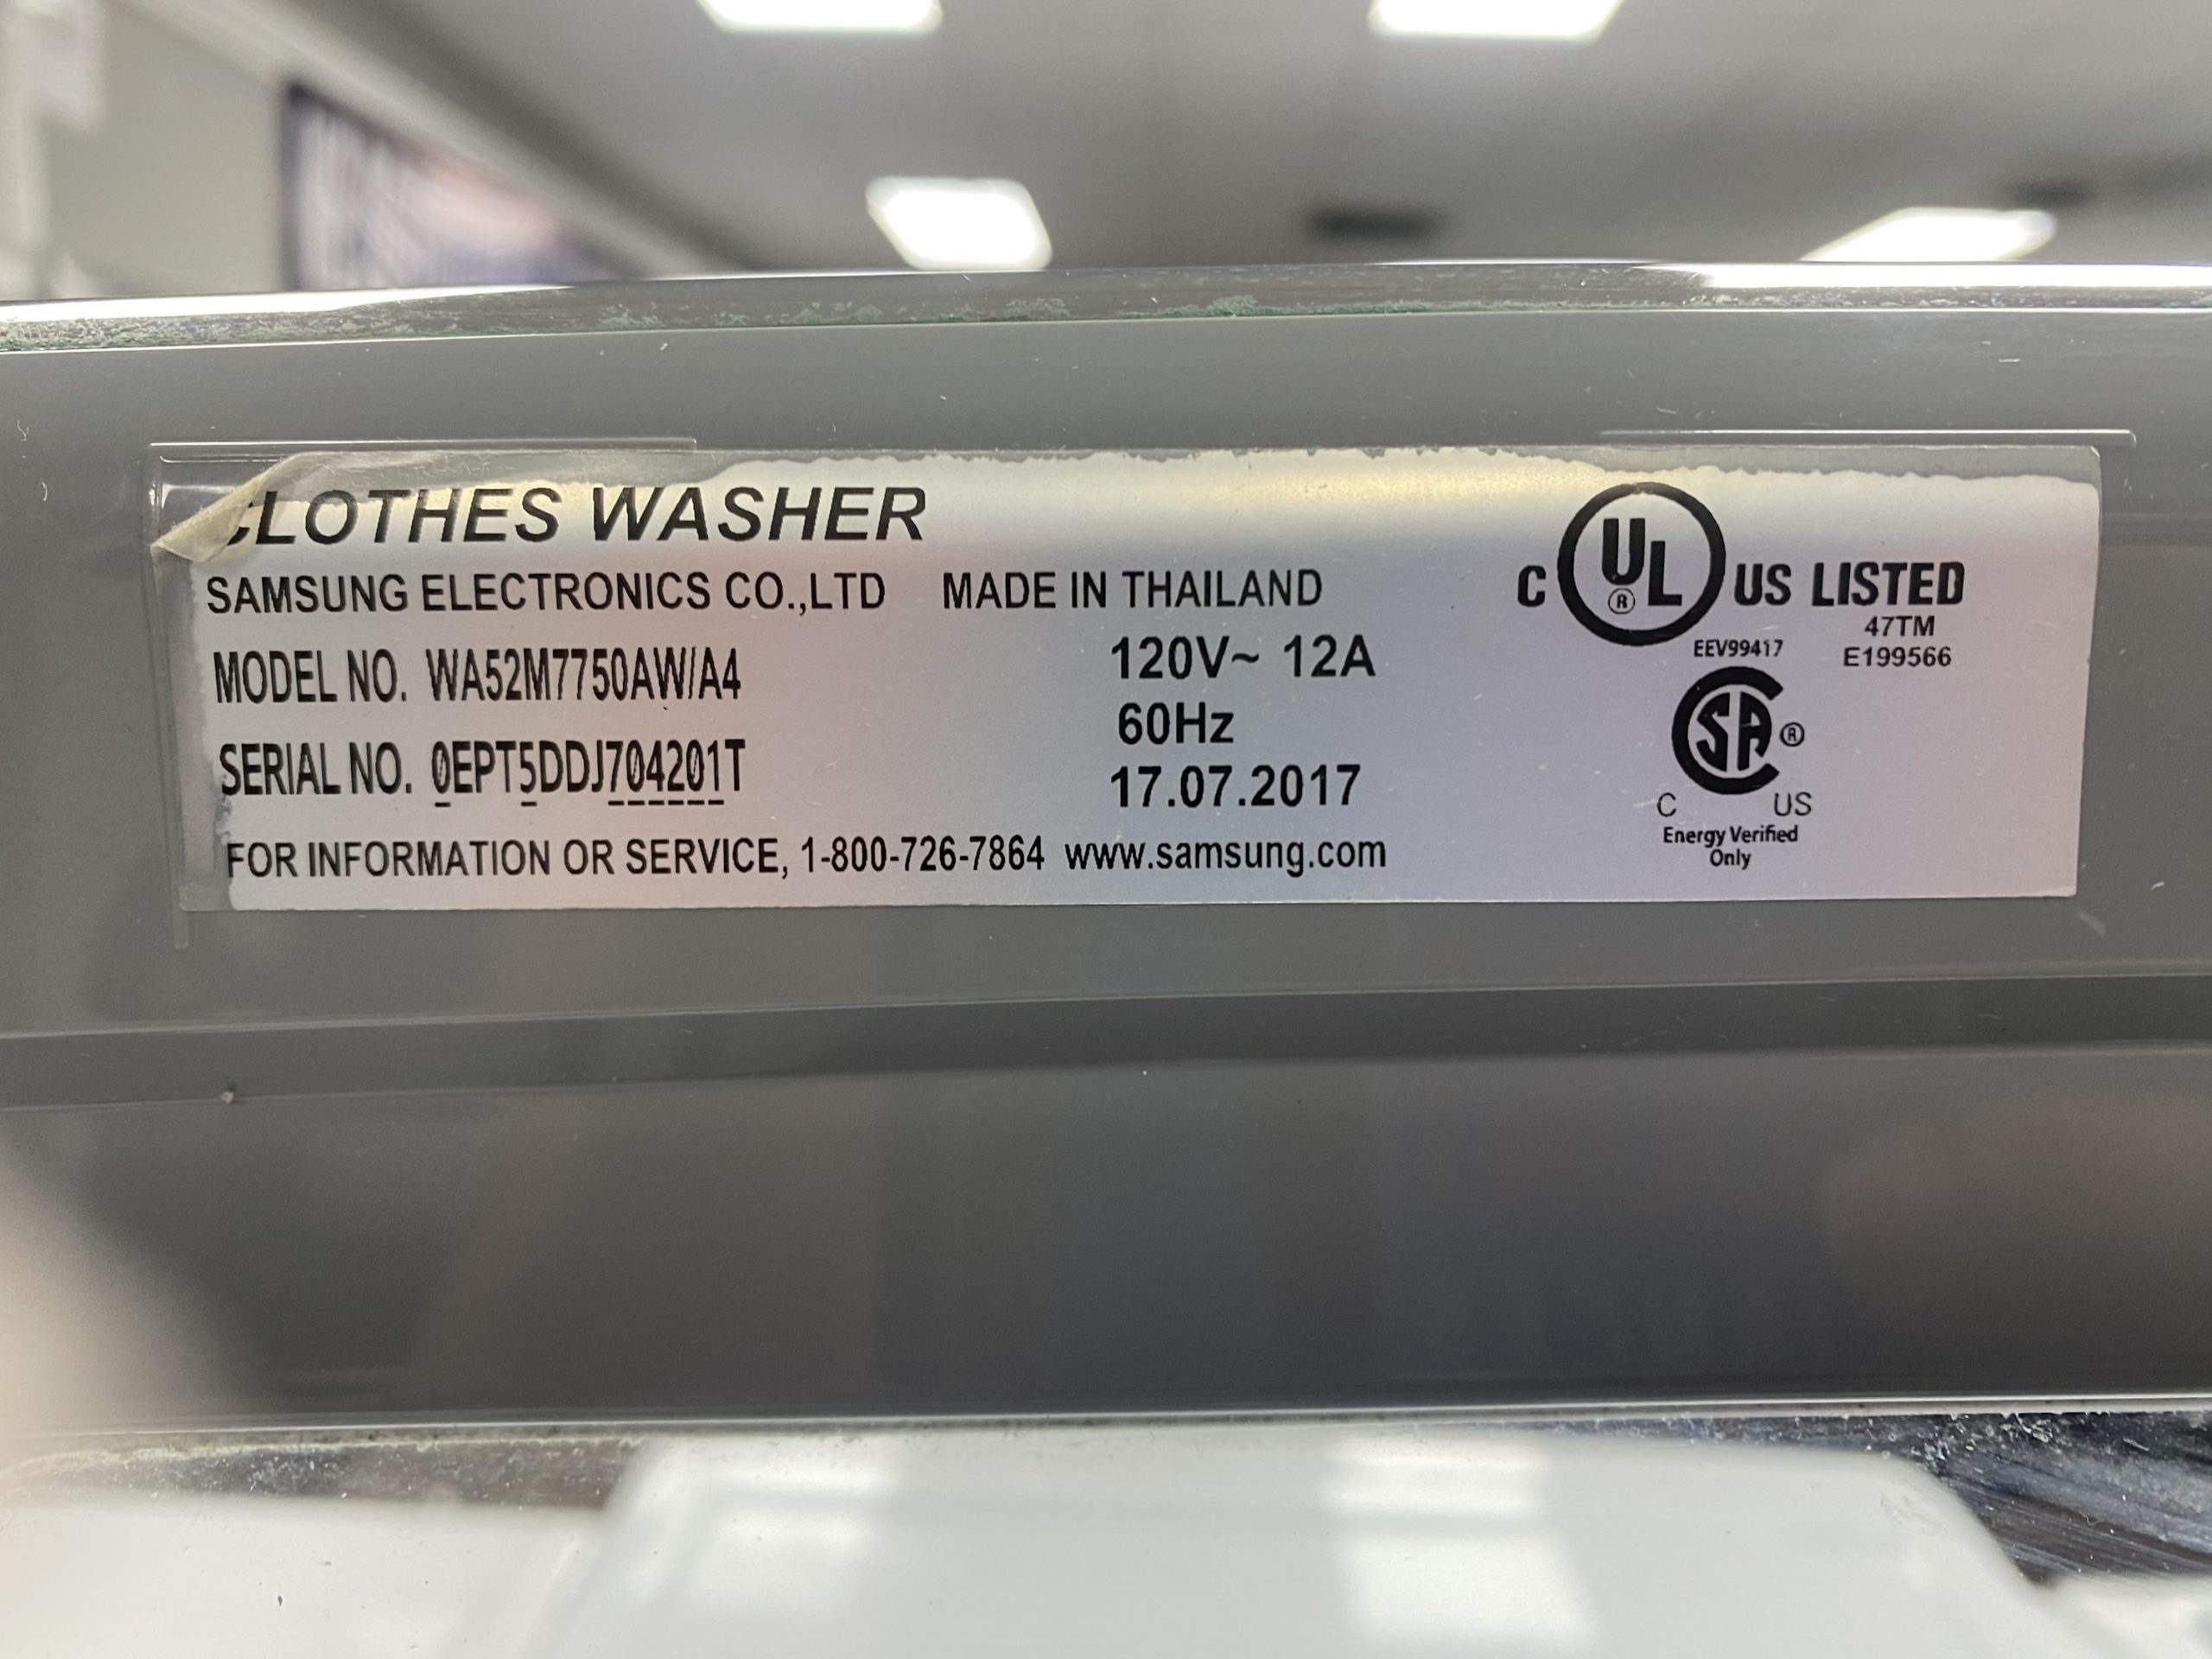 CLOTHES WASHER
SAMSUNG ELECTRONICS CO.,LTD MADE IN THAILAND
MODEL NO. WA52M7750AW/A4
120V~ 12A
60Hz
SERIAL NO. 0EPT5DDJ704201T
17.07.2017
FOR INFORMATION OR SERVICE, 1-800-726-7864 www.samsung.com
C UL ® US LISTED
47TM
EEV99417 E199566
SA ®
C US
Energy Verified
Only